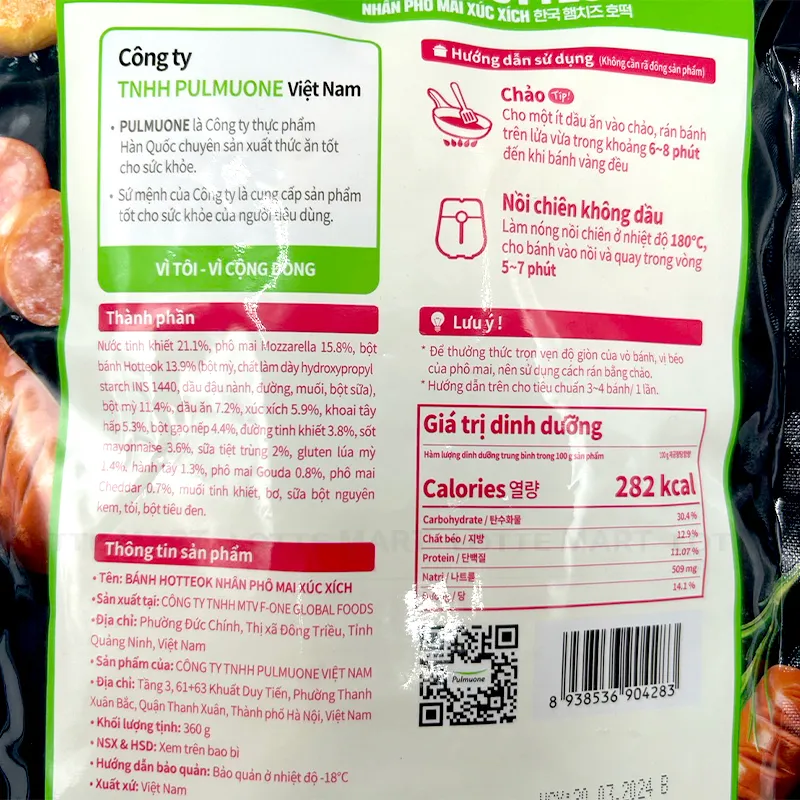 NHÂN PHÔ MAI XÚC XÍCH 한국 햄치즈 호떡
Công ty
TNHH PULMUONE Việt Nam
• PULMUONE là Công ty thực phẩm
Hàn Quốc chuyên sản xuất thức ăn tốt
cho sức khỏe.
• Sứ mệnh của Công ty là cung cấp sản phẩm
tốt cho sức khỏe của người tiêu dùng.
VÌ TÔI - VÌ CỘNG ĐỒNG
Thành phần
Nước tinh khiết 21.1%, phô mai Mozzarella 15.8%, bột
bánh Hotteok 13.9% (bột mỳ, chất làm dày hydroxypropyl
starch INS 1440, dầu đậu nành, đường, muối, bột sữa),
bột mỳ 11.4%, dầu ăn 7.2%, xúc xích 5.9%, khoai tây
hấp 5.3%, bột gạo nếp 4.4%, đường tinh khiết 3.8%, sốt
mayonnaise 3.6%, sữa tiệt trùng 2%, gluten lúa mỳ
1.4%, hành tây 1.3%, phô mai Gouda 0.8%, phô mai
Cheddar 0.7%, muối tinh khiết, bơ, sữa bột nguyên
kem, tỏi, bột tiêu đen.
Thông tin sản phẩm
• Tên: BÁNH HOTTEOK NHÂN PHÔ MAI XÚC XÍCH
• Sản xuất tại: CÔNG TY TNHH MTV F-ONE GLOBAL FOODS
• Địa chỉ: Phường Đức Chính, Thị xã Đông Triều, Tỉnh
Quảng Ninh, Việt Nam
• Sản phẩm của: CÔNG TY TNHH PULMUONE VIỆT NAM
• Địa chỉ: Tầng 3, 61+63 Khuất Duy Tiến, Phường Thanh
Xuân Bắc, Quận Thanh Xuân, Thành phố Hà Nội, Việt Nam
• Khối lượng tịnh: 360 g
• NSX & HSD: Xem trên bao bì
• Hướng dẫn bảo quản: Bảo quản ở nhiệt độ -18°C
• Xuất xứ: Việt Nam
Hướng dẫn sử dụng (Không cần rã đông sản phẩm)
Chảo Tip!
Cho một ít dầu ăn vào chảo, rán bánh
trên lửa vừa trong khoảng 6~8 phút
đến khi bánh vàng đều
Nồi chiên không dầu
Làm nóng nồi chiên ở nhiệt độ 180°C,
cho bánh vào nồi và quay trong vòng
5~7 phút
Lưu ý !
* Để thưởng thức trọn vẹn độ giòn của vỏ bánh, vị béo
của phô mai, nên sử dụng cách rán bằng chảo.
* Hướng dẫn trên cho tiêu chuẩn 3~4 bánh/ 1 lần.
Giá trị dinh dưỡng
Hàm lượng dinh dưỡng trung bình trong 100 g sản phẩm
Calories 열량 282 kcal
Carbohydrate / 탄수화물 30.4 %
Chất béo / 지방 12.9%
Protein / 단백질 11.07 %
Natri / 나트륨 509 mg
Đường / 당 14.1 %
Pulmuone
8 938536 904283
20.03.2024 B